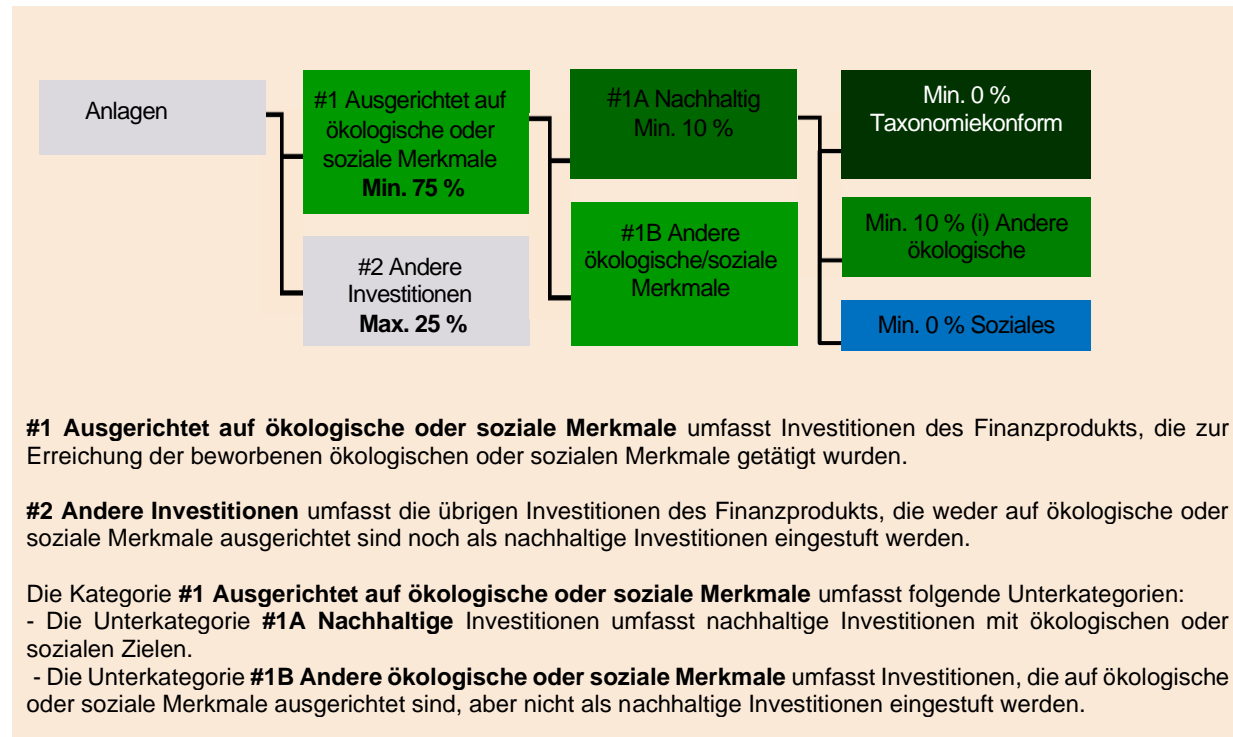 Anlagen
#1 Ausgerichtet auf
ökologische oder
soziale Merkmale
Min. 75 %
#2 Andere
Investitionen
Max. 25 %
#1A Nachhaltig
Min. 10 %
#1B Andere
ökologische/soziale
Merkmale
Min. 0 %
Taxonomiekonform
Min. 10 % (i) Andere
ökologische
Min. 0 % Soziales
#1 Ausgerichtet auf ökologische oder soziale Merkmale umfasst Investitionen des Finanzprodukts, die zur
Erreichung der beworbenen ökologischen oder sozialen Merkmale getätigt wurden.
#2 Andere Investitionen umfasst die übrigen Investitionen des Finanzprodukts, die weder auf ökologische oder
soziale Merkmale ausgerichtet sind noch als nachhaltige Investitionen eingestuft werden.
Die Kategorie #1 Ausgerichtet auf ökologische oder soziale Merkmale umfasst folgende Unterkategorien:
- Die Unterkategorie #1A Nachhaltige Investitionen umfasst nachhaltige Investitionen mit ökologischen oder
sozialen Zielen.
- Die Unterkategorie #1B Andere ökologische oder soziale Merkmale umfasst Investitionen, die auf ökologische
oder soziale Merkmale ausgerichtet sind, aber nicht als nachhaltige Investitionen eingestuft werden.